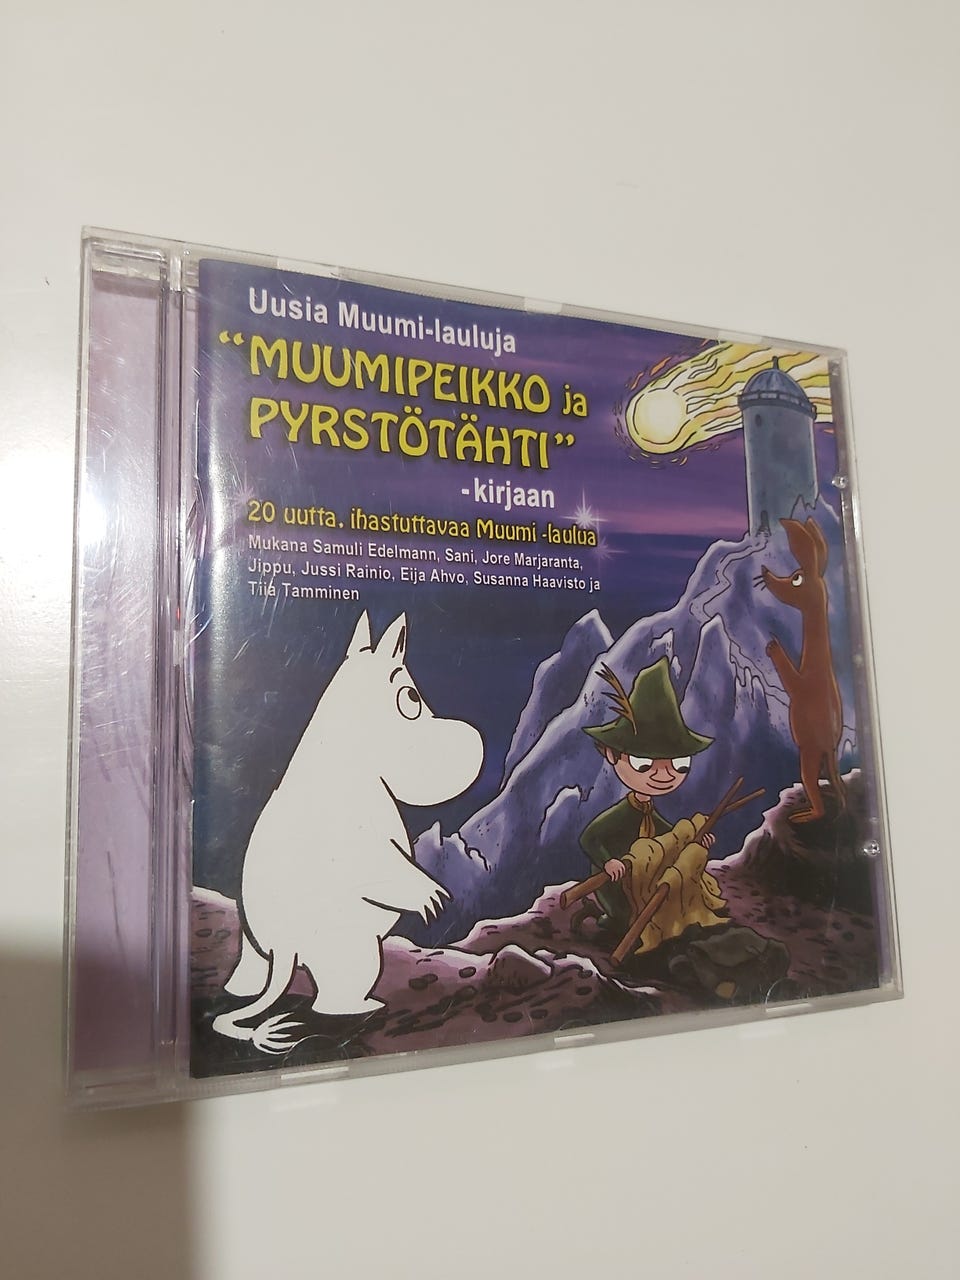 Uusia Muumi-lauluja
“MUUMIPEIKKO ja
PYRSTÖTÄHTI”
-kirjaan
20 uutta, ihastuttavaa Muumi-laulua
Mukana Samuli Edelmann, Sani, Jore Marjaranta,
Jippu, Jussi Rainio, Eija Ahvo, Susanna Haavisto ja
Tiia Tamminen